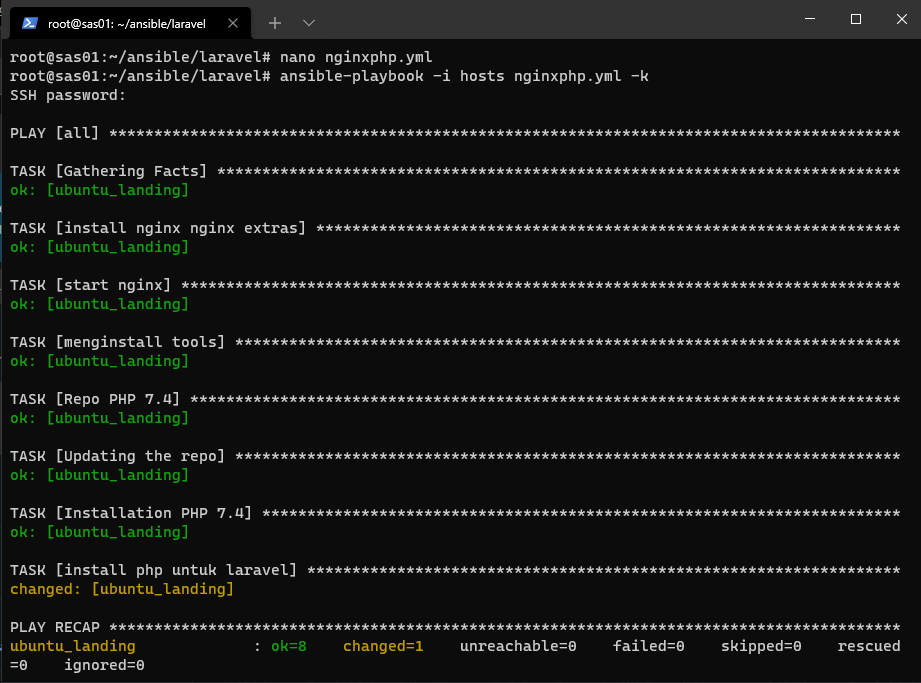 root@sas01: ~/ansible/laravel
root@sas01:~/ansible/laravel# nano nginxphp.yml
root@sas01:~/ansible/laravel# ansible-playbook -i hosts nginxphp.yml -k
SSH password:
PLAY [all] ****************************************************************************************
TASK [Gathering Facts] ****************************************************************************
ok: [ubuntu_landing]
TASK [install nginx nginx extras] *****************************************************************
ok: [ubuntu_landing]
TASK [start nginx] ********************************************************************************
ok: [ubuntu_landing]
TASK [menginstall tools] **************************************************************************
ok: [ubuntu_landing]
TASK [Repo PHP 7.4] *******************************************************************************
ok: [ubuntu_landing]
TASK [Updating the repo] **************************************************************************
ok: [ubuntu_landing]
TASK [Installation PHP 7.4] ***********************************************************************
ok: [ubuntu_landing]
TASK [install php untuk laravel] ******************************************************************
changed: [ubuntu_landing]
PLAY RECAP ****************************************************************************************
ubuntu_landing             : ok=8    changed=1    unreachable=0    failed=0    skipped=0    rescued
=0    ignored=0